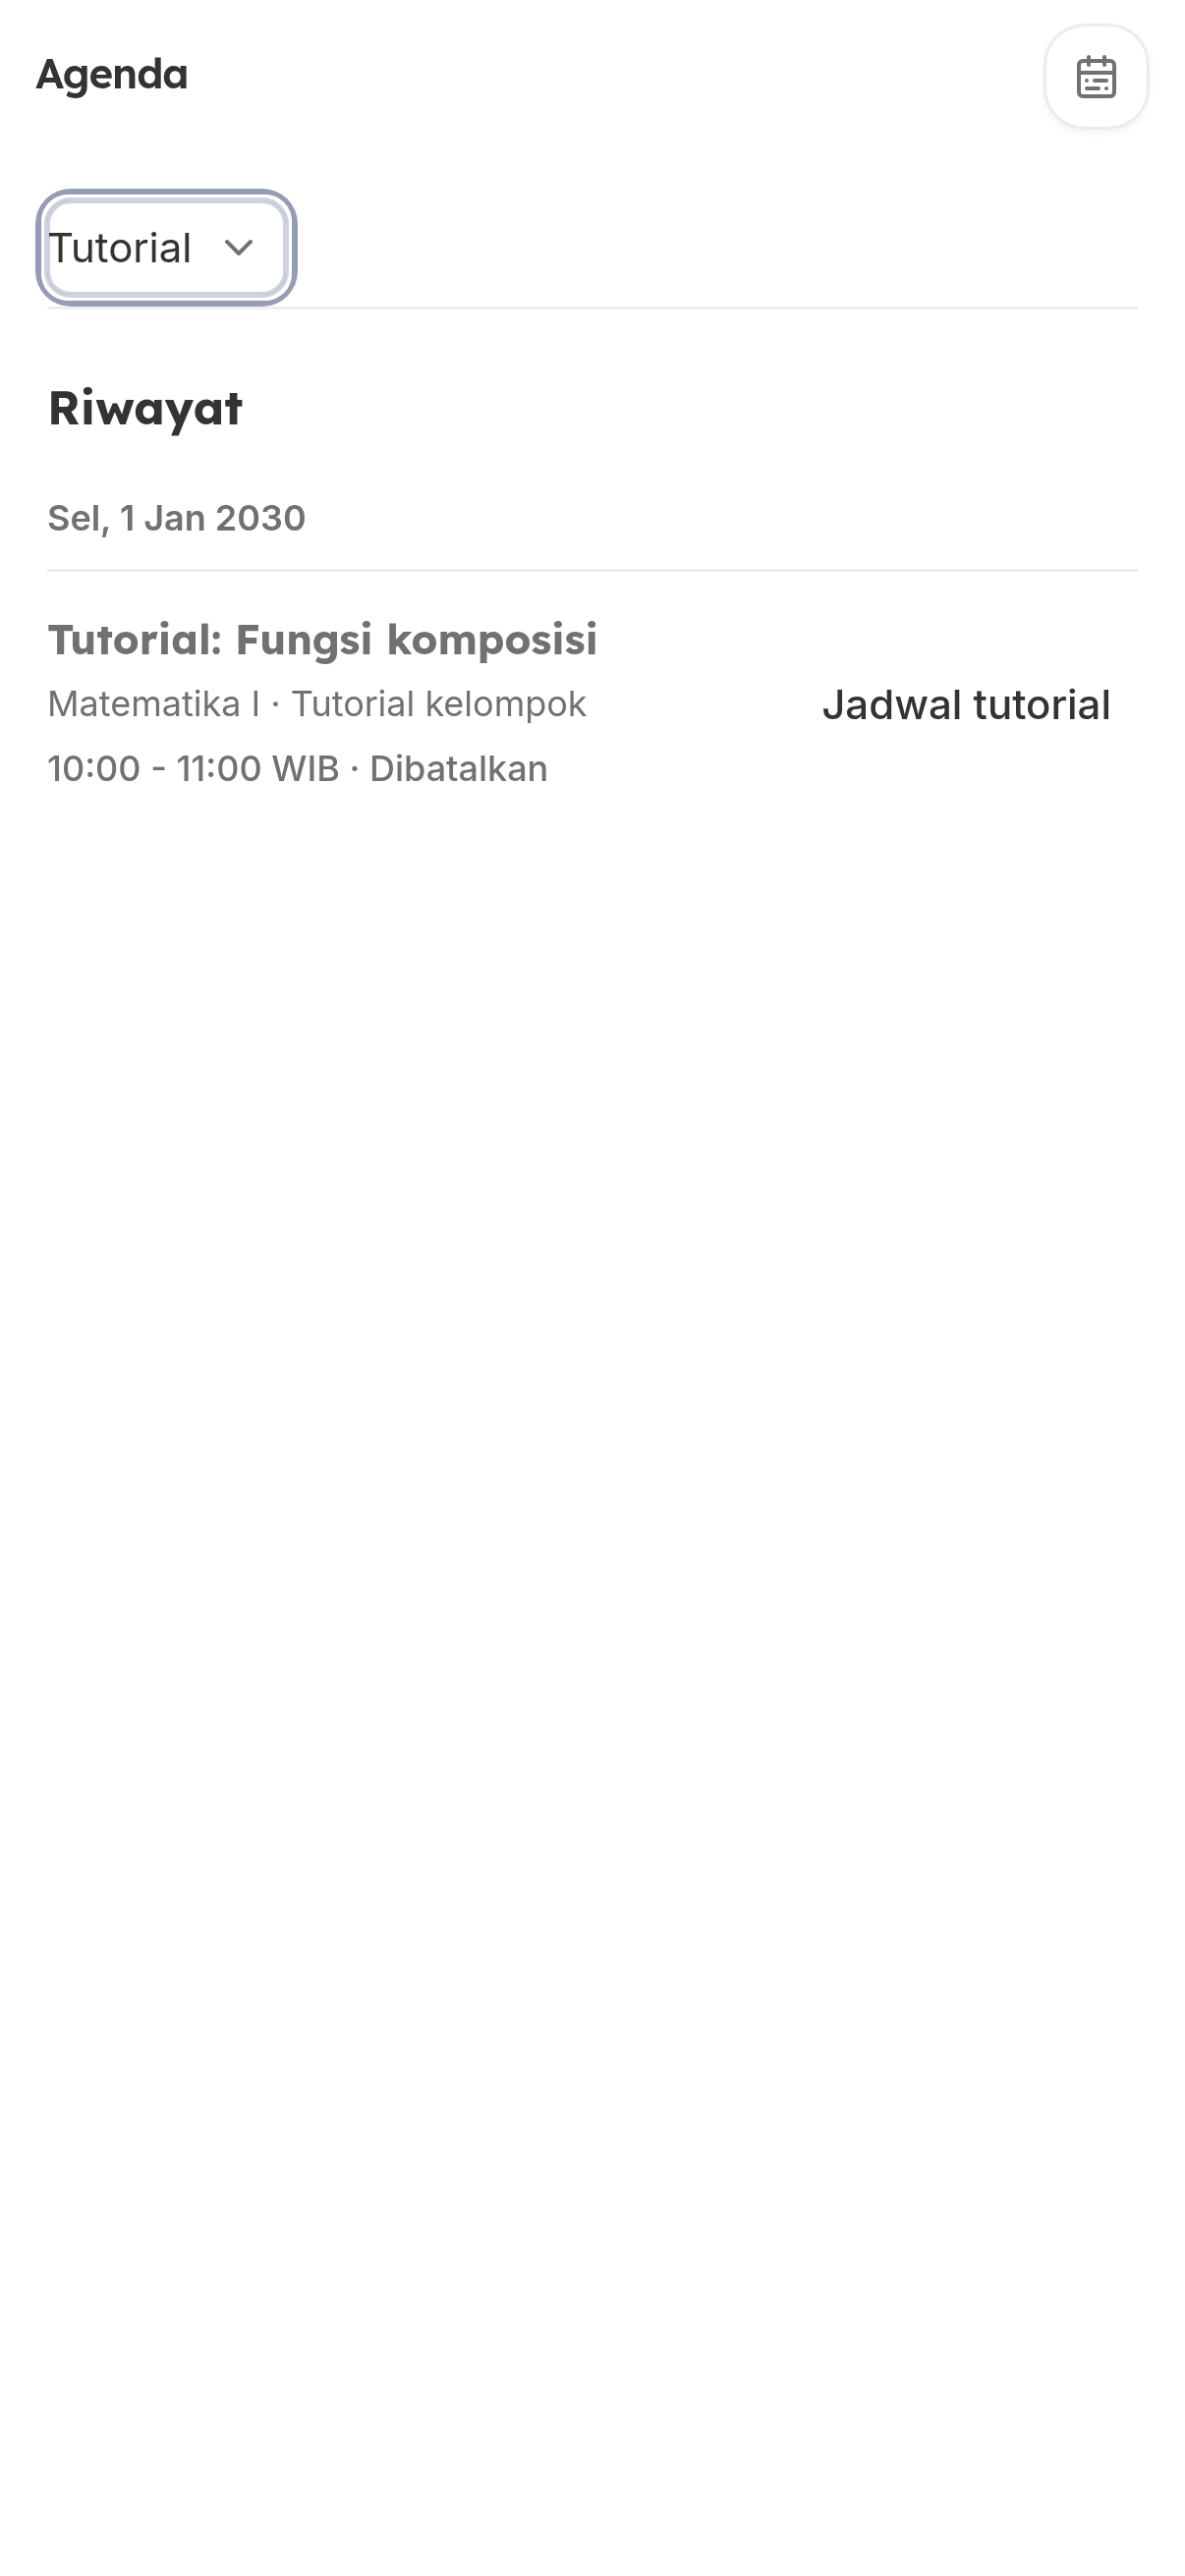 Agenda
Tutorial
Riwayat
Sel, 1 Jan 2030
Tutorial: Fungsi komposisi
Matematika I · Tutorial kelompok
Jadwal tutorial
10:00 - 11:00 WIB · Dibatalkan